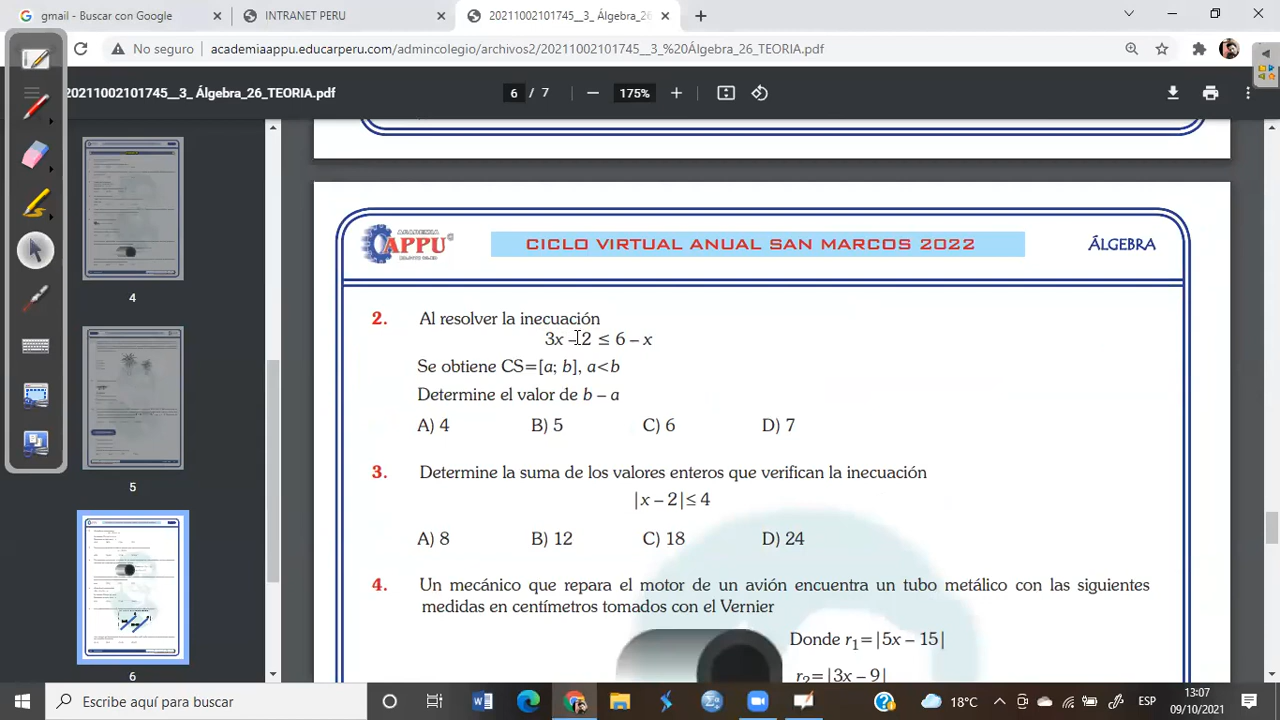 gmail - Buscar con Google
INTRANET PERU
20211002101745__3_ Álgebra_26
No seguro
academiaappu.educarperu.com/admincolegio/archivos2/20211002101745__3_%20Álgebra_26_TEORIA.pdf
20211002101745__3_ Álgebra_26_TEORIA.pdf
6 / 7
175%
4
5
6
ACADEMIA
APPU
CICLO VIRTUAL ANUAL SAN MARCOS 2022
ÁLGEBRA
2. Al resolver la inecuación
3x – 2 ≤ 6 – x
Se obtiene CS=[a; b], a<b
Determine el valor de b – a
A) 4 B) 5 C) 6 D) 7
3. Determine la suma de los valores enteros que verifican la inecuación
|x – 2|≤ 4
A) 8 B) 12 C) 18 D) 24
4. Un mecánico que repara el motor de un avión encuentra un tubo metálico con las siguientes
medidas en centímetros tomados con el Vernier
Donde r₁=|5x – 15|
r₂=|3x – 9|
Escribe aquí para buscar
18°C
ESP
13:07
09/10/2021